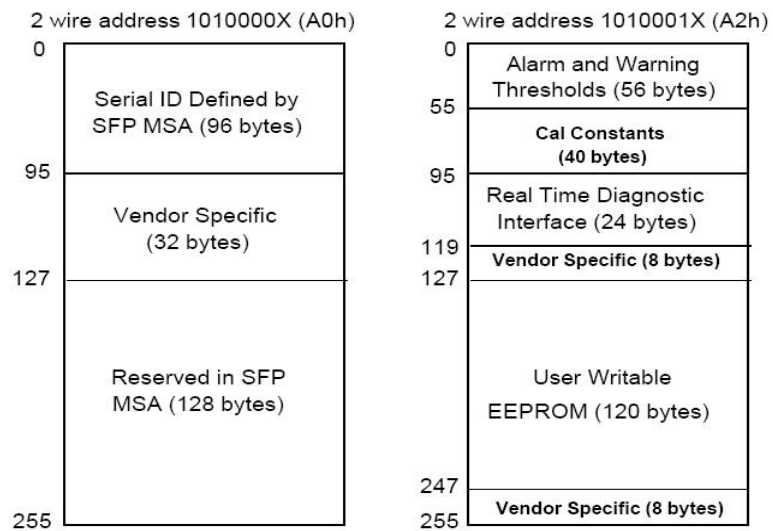 2 wire address 1010000X (A0h)
0
Serial ID Defined by
SFP MSA (96 bytes)
95
Vendor Specific
(32 bytes)
127
Reserved in SFP
MSA (128 bytes)
255
2 wire address 1010001X (A2h)
0
Alarm and Warning
Thresholds (56 bytes)
55
Cal Constants
(40 bytes)
95
Real Time Diagnostic
Interface (24 bytes)
119
Vendor Specific (8 bytes)
127
User Writable
EEPROM (120 bytes)
247
Vendor Specific (8 bytes)
255